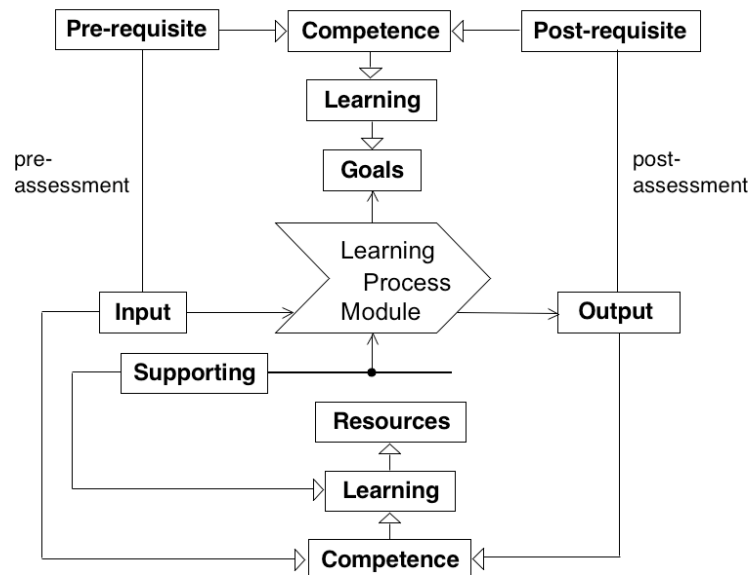 Pre-requisite
Competence
Post-requisite
Learning
Goals
pre-
assessment
post-
assessment
Learning
Process
Module
Input
Output
Supporting
Resources
Learning
Competence